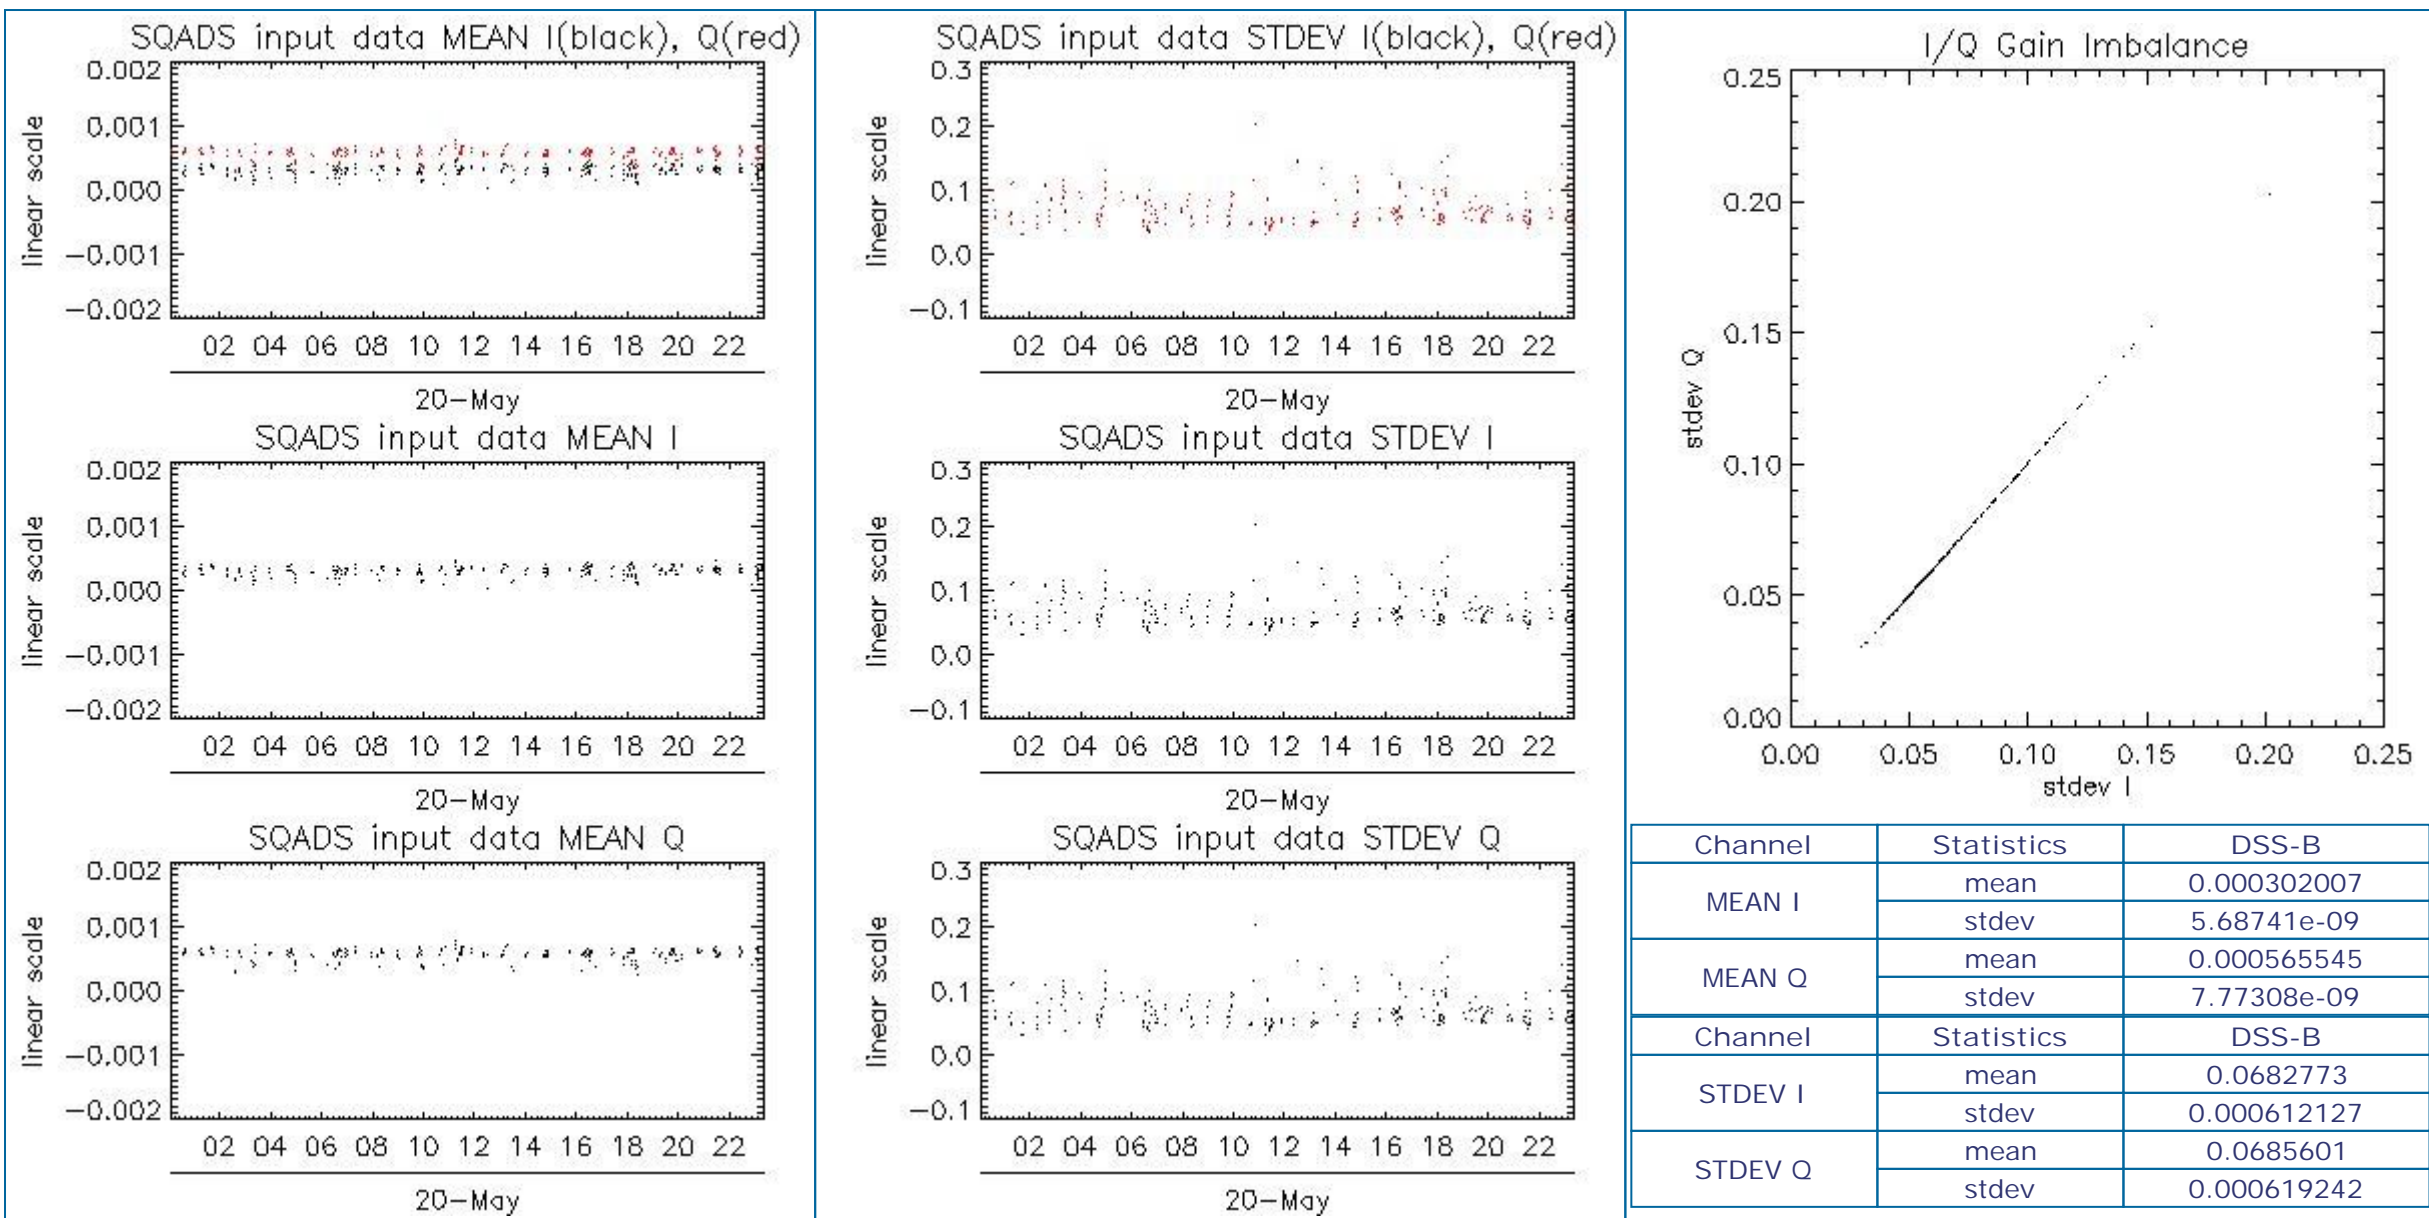 SQADS input data MEAN I(black), Q(red)
0.002
0.001
0.000
-0.001
-0.002
linear scale
02 04 06 08 10 12 14 16 18 20 22
20-May
SQADS input data MEAN I
0.002
0.001
0.000
-0.001
-0.002
linear scale
02 04 06 08 10 12 14 16 18 20 22
20-May
SQADS input data MEAN Q
0.002
0.001
0.000
-0.001
-0.002
linear scale
02 04 06 08 10 12 14 16 18 20 22
20-May
SQADS input data STDEV I(black), Q(red)
0.3
0.2
0.1
0.0
-0.1
linear scale
02 04 06 08 10 12 14 16 18 20 22
20-May
SQADS input data STDEV I
0.3
0.2
0.1
0.0
-0.1
linear scale
02 04 06 08 10 12 14 16 18 20 22
20-May
SQADS input data STDEV Q
0.3
0.2
0.1
0.0
-0.1
linear scale
02 04 06 08 10 12 14 16 18 20 22
20-May
I/Q Gain Imbalance
0.25
0.20
0.15
0.10
0.05
0.00
stdev Q
0.00 0.05 0.10 0.15 0.20 0.25
stdev I
Channel Statistics DSS-B
MEAN I mean 0.000302007
stdev 5.68741e-09
MEAN Q mean 0.000565545
stdev 7.77308e-09
Channel Statistics DSS-B
STDEV I mean 0.0682773
stdev 0.000612127
STDEV Q mean 0.0685601
stdev 0.000619242